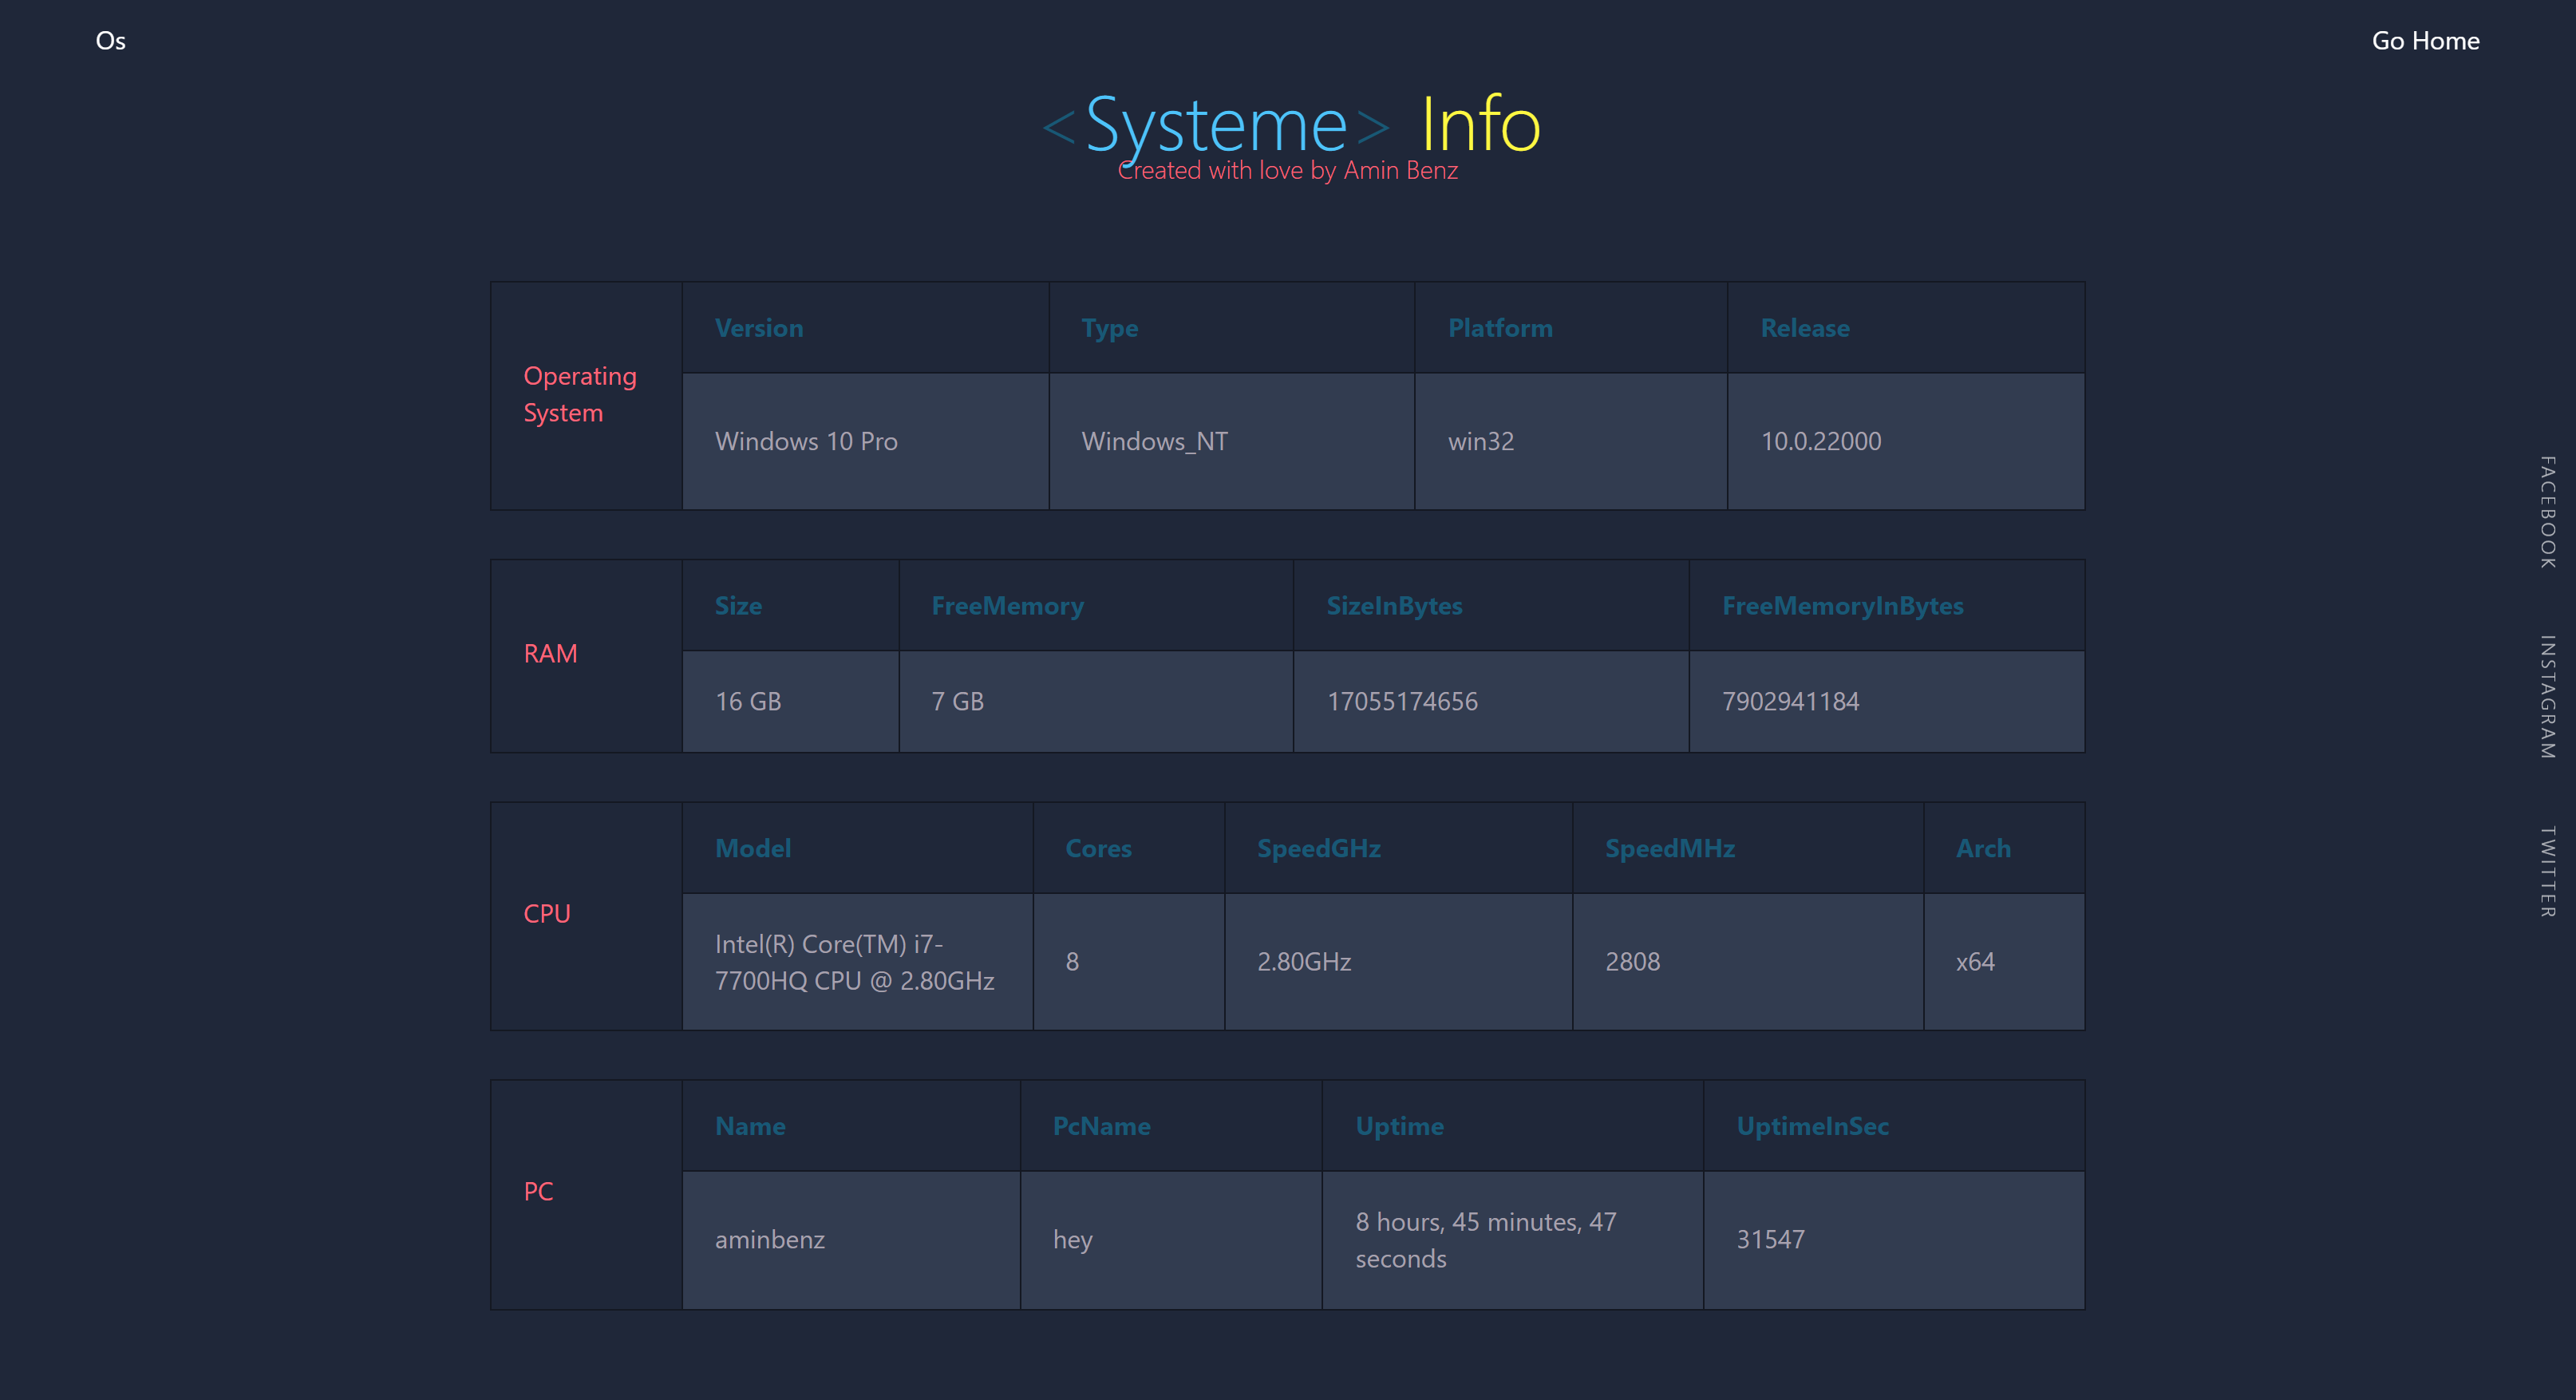 Os
Go Home
<Systeme> Info
Created with love by Amin Benz
Operating
System
Version Type Platform Release
Windows 10 Pro Windows_NT win32 10.0.22000
RAM
Size FreeMemory SizeInBytes FreeMemoryInBytes
16 GB 7 GB 17055174656 7902941184
CPU
Model Cores SpeedGHz SpeedMHz Arch
Intel(R) Core(TM) i7-
7700HQ CPU @ 2.80GHz
8 2.80GHz 2808 x64
PC
Name PcName Uptime UptimeInSec
aminbenz hey
8 hours, 45 minutes, 47
seconds
31547
FACEBOOK
INSTAGRAM
TWITTER